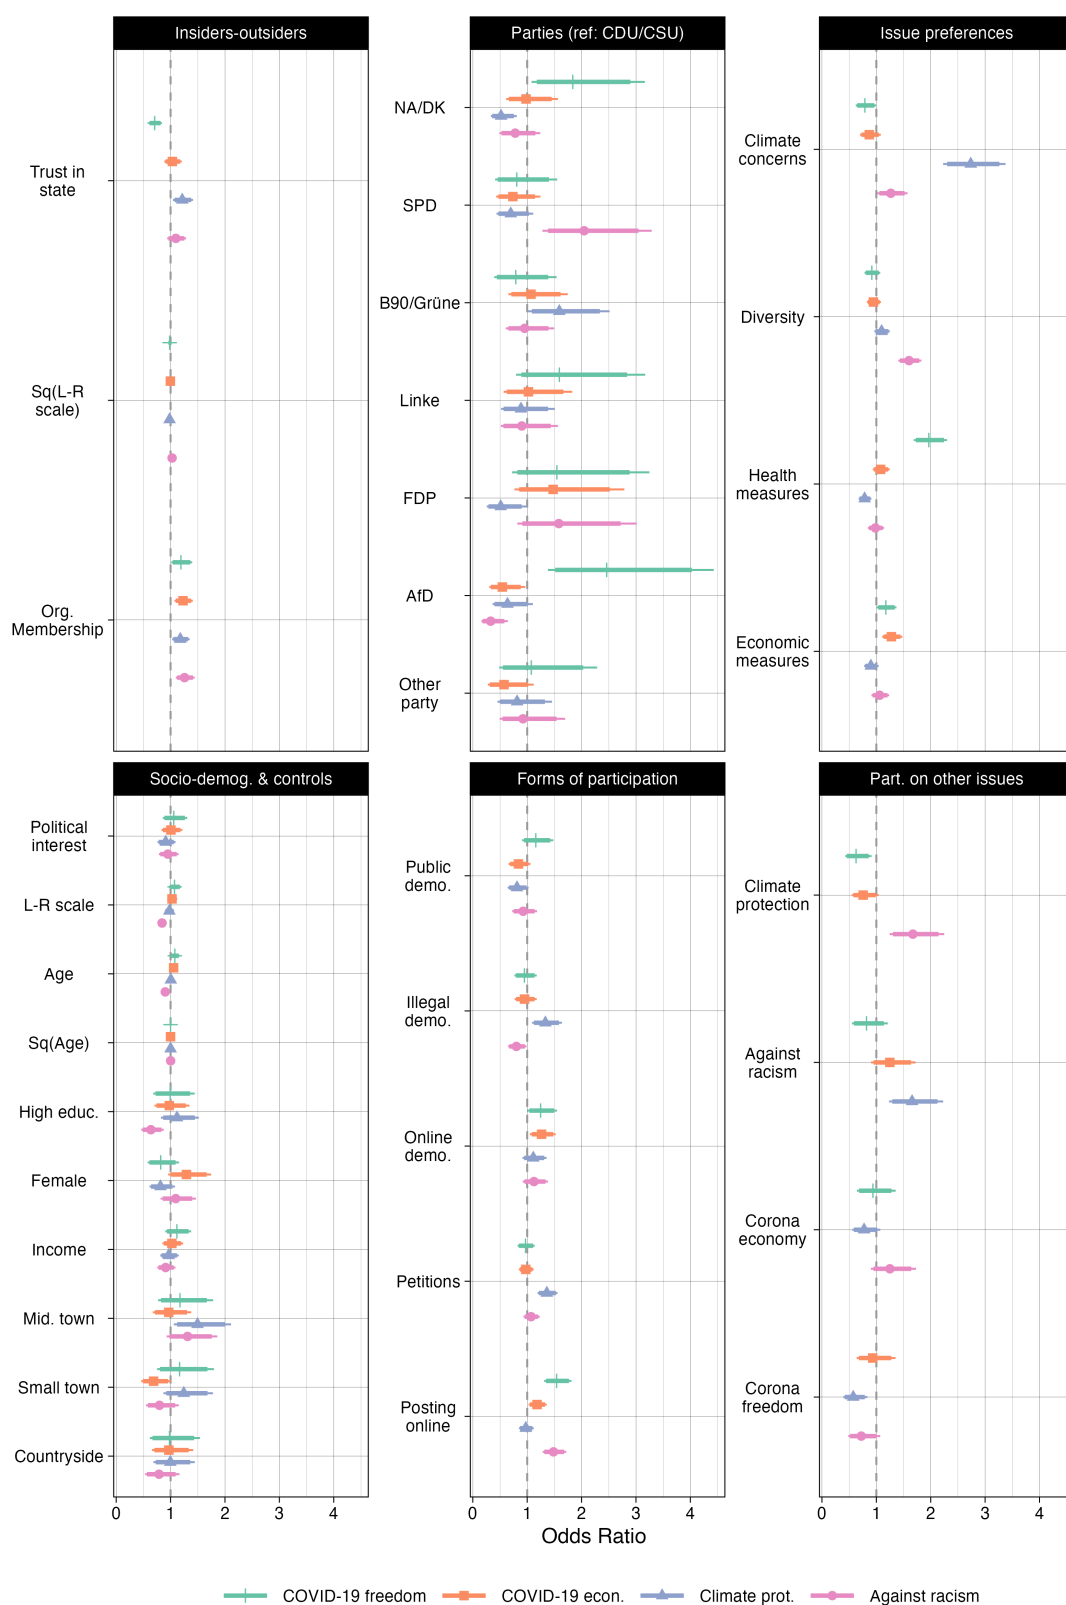 Insiders-outsiders
Trust in
state
Sq(L-R
scale)
Org.
Membership
Parties (ref: CDU/CSU)
NA/DK
SPD
B90/Grüne
Linke
FDP
AfD
Other
party
Issue preferences
Climate
concerns
Diversity
Health
measures
Economic
measures
Socio-demog. & controls
Political
interest
L-R scale
Age
Sq(Age)
High educ.
Female
Income
Mid. town
Small town
Countryside
0 1 2 3 4
Forms of participation
Public
demo.
Illegal
demo.
Online
demo.
Petitions
Posting
online
0 1 2 3 4
Part. on other issues
Climate
protection
Against
racism
Corona
economy
Corona
freedom
0 1 2 3 4
Odds Ratio
COVID-19 freedom COVID-19 econ. Climate prot. Against racism